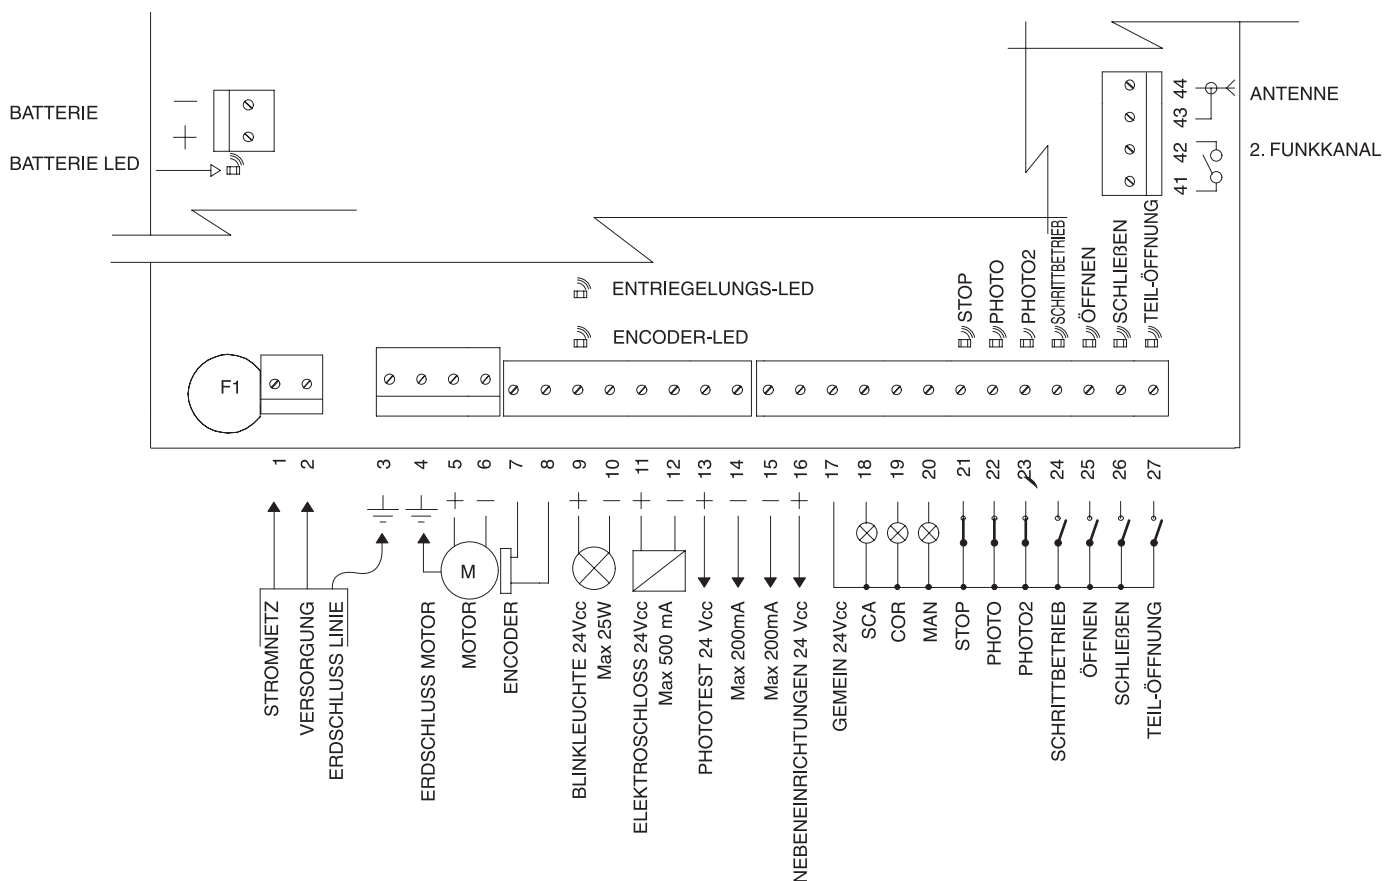 BATTERIE
− 
+
BATTERIE LED
44
43
42
41
ANTENNE
2. FUNKKANAL
ENTRIEGELUNGS-LED
ENCODER-LED
STOP
PHOTO
PHOTO2
SCHRITTBETRIEB
ÖFFNEN
SCHLIEßEN
TEIL-ÖFFNUNG
F1
1
2
3
4
5
6
7
8
9
10
11
12
13
14
15
16
17
18
19
20
21
22
23
24
25
26
27
+ − + − + − + − − +
M
STROMNETZ
VERSORGUNG
ERDSCHLUSS LINIE
ERDSCHLUSS MOTOR
MOTOR
ENCODER
BLINKLEUCHTE 24Vcc
Max 25W
ELEKTROSCHLOSS 24Vcc
Max 500 mA
PHOTOTEST 24 Vcc
Max 200mA
Max 200mA
NEBENEINRICHTUNGEN 24 Vcc
GEMEIN 24Vcc
SCA
COR
MAN
STOP
PHOTO
PHOTO2
SCHRITTBETRIEB
ÖFFNEN
SCHLIEßEN
TEIL-ÖFFNUNG